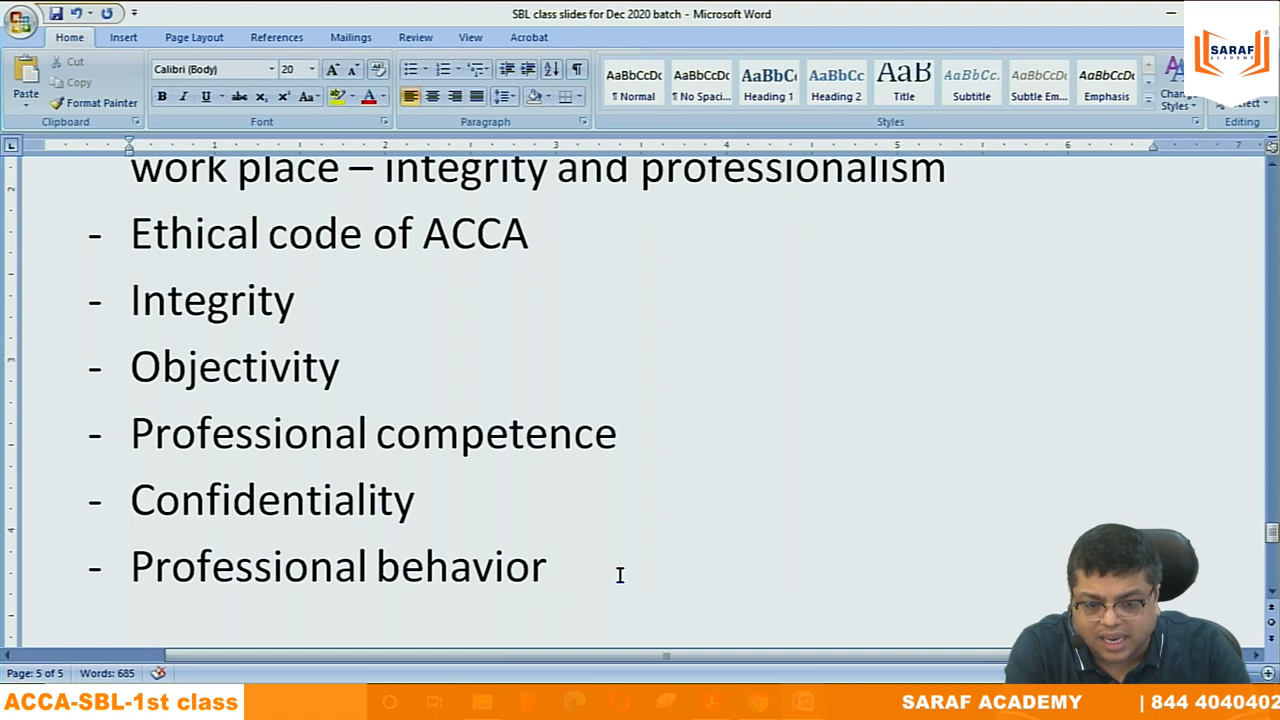 SBL class slides for Dec 2020 batch - Microsoft Word
Home Insert Page Layout References Mailings Review View Acrobat
SARAF
ACADEMY
Cut
Copy
Format Painter
Paste
Clipboard
Calibri (Body) 20
Font
Paragraph
AaBbCcDc AaBbCcDc AaBbCc AaBbCc AaB AaBbCc. AaBbCcDc AaBbCcDc
¶ Normal ¶ No Spaci... Heading 1 Heading 2 Title Subtitle Subtle Em... Emphasis
Styles
Change
Styles
Editing
work place – integrity and professionalism
- Ethical code of ACCA
- Integrity
- Objectivity
- Professional competence
- Confidentiality
- Professional behavior
Page: 5 of 5 Words: 685
ACCA-SBL-1st class
SARAF ACADEMY | 844 4040402